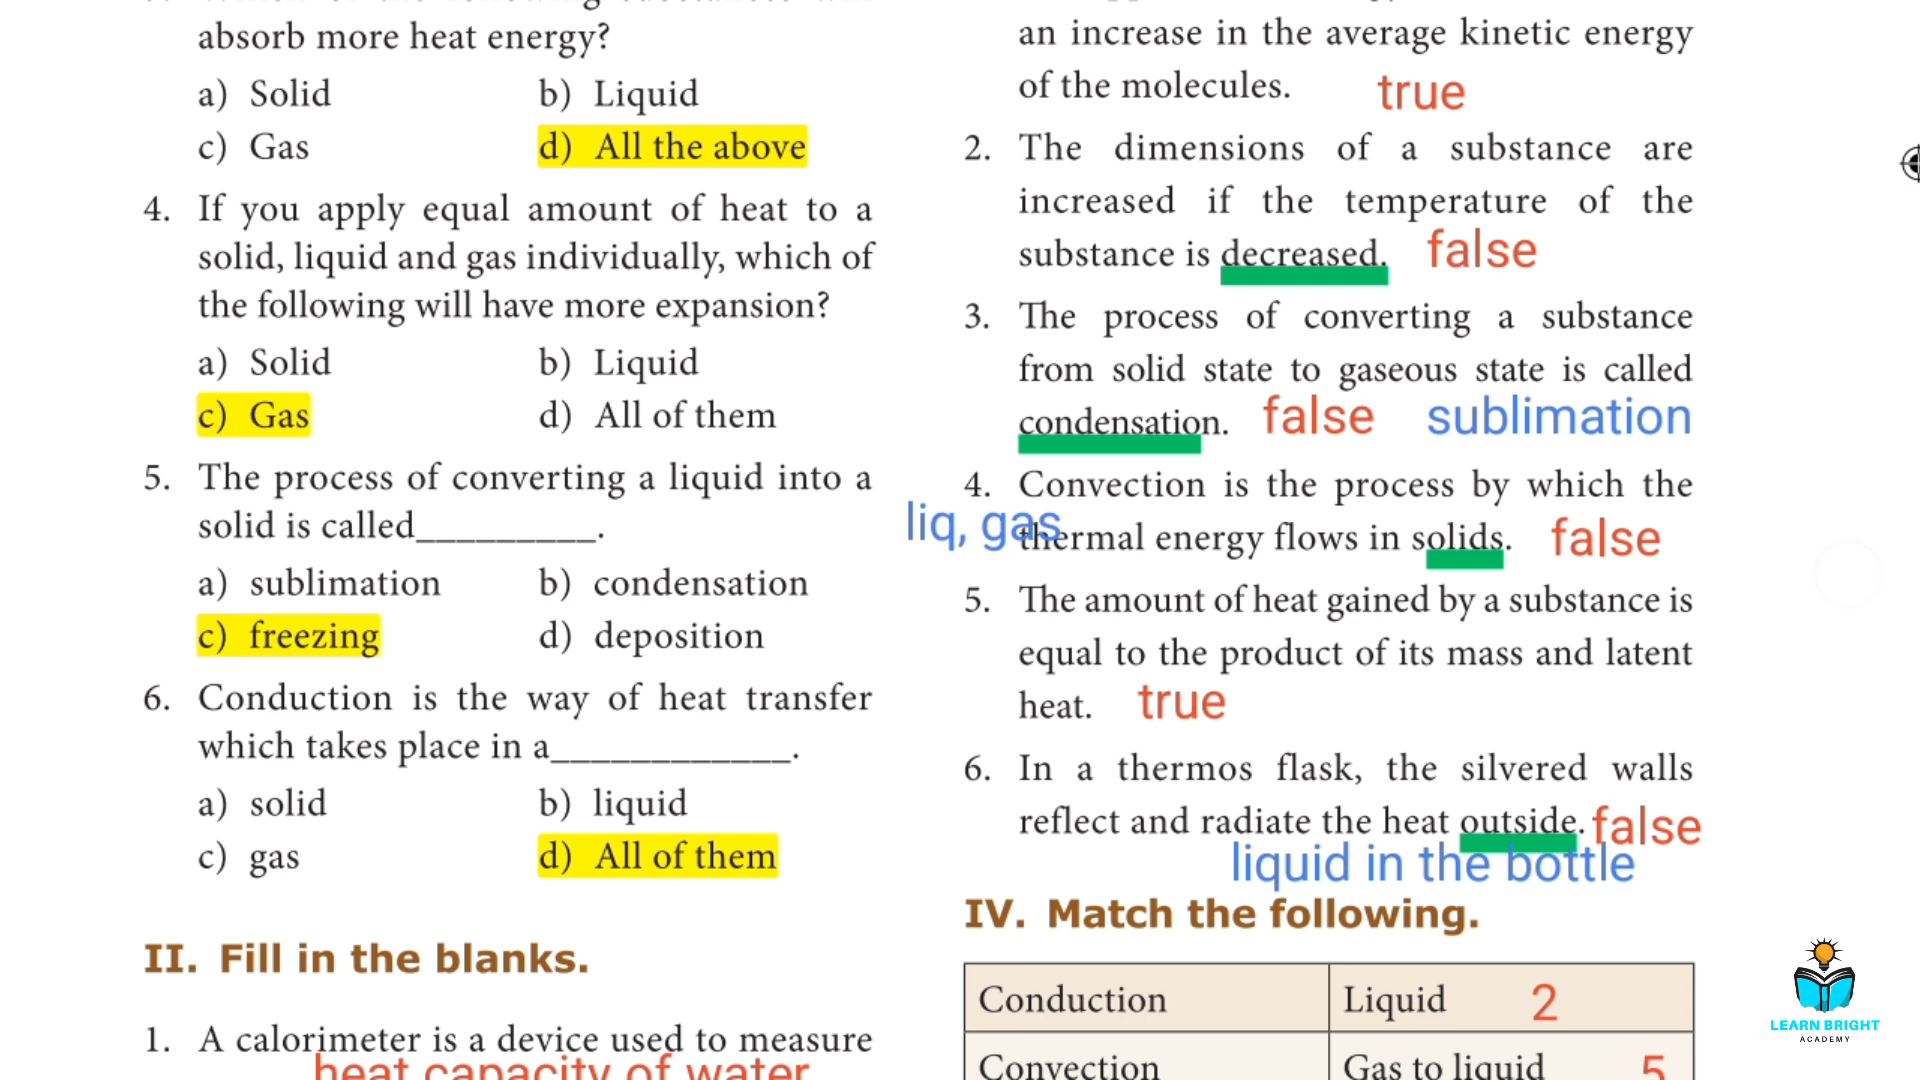 absorb more heat energy?
a) Solid b) Liquid
c) Gas d) All the above
4. If you apply equal amount of heat to a
solid, liquid and gas individually, which of
the following will have more expansion?
a) Solid b) Liquid
c) Gas d) All of them
5. The process of converting a liquid into a
solid is called_________.
a) sublimation b) condensation
c) freezing d) deposition
6. Conduction is the way of heat transfer
which takes place in a____________.
a) solid b) liquid
c) gas d) All of them
II. Fill in the blanks.
1. A calorimeter is a device used to measure
heat capacity of water
an increase in the average kinetic energy
of the molecules. true
2. The dimensions of a substance are
increased if the temperature of the
substance is decreased. false
3. The process of converting a substance
from solid state to gaseous state is called
condensation. false sublimation
4. Convection is the process by which the
liq, gas
thermal energy flows in solids. false
5. The amount of heat gained by a substance is
equal to the product of its mass and latent
heat. true
6. In a thermos flask, the silvered walls
reflect and radiate the heat outside. false
liquid in the bottle
IV. Match the following.
Conduction Liquid 2
Convection Gas to liquid 5
LEARN BRIGHT
ACADEMY